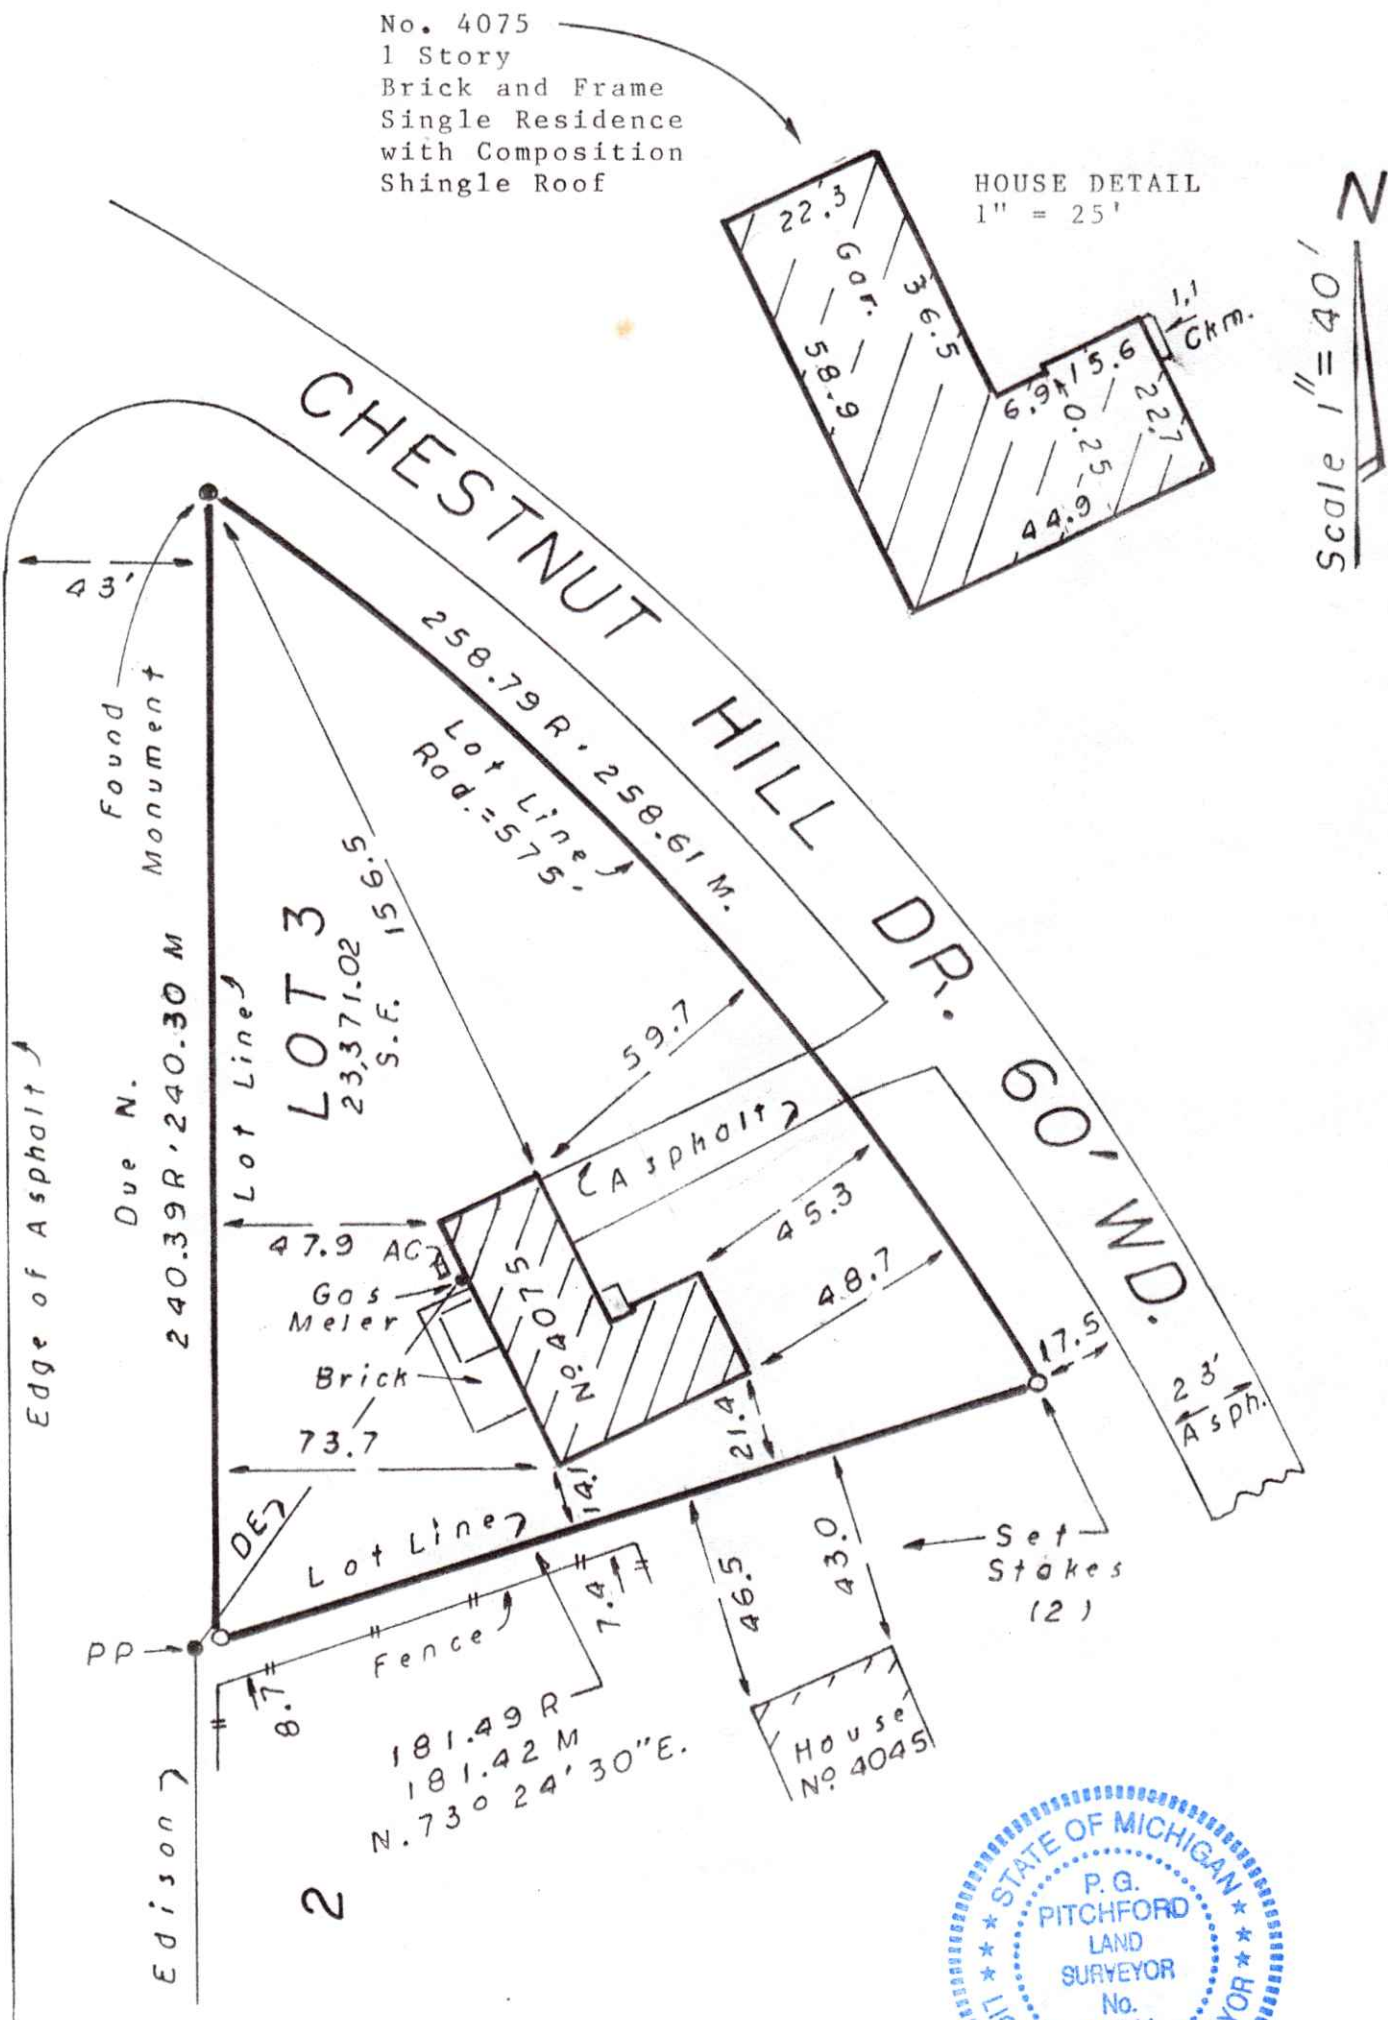 No. 4075
1 Story
Brick and Frame
Single Residence
with Composition
Shingle Roof
HOUSE DETAIL
1" = 25'
22.3
Gar.
36.5
58.9
6.9
0.25
15.6
1.1
Ckm.
22.7
44.9
N
Scale 1"=40'
CHESTNUT HILL DR. 60' WD.
43'
Found
Monument
258.79 R. 258.61 M.
Lot Line
Rad.=575'
156.5
LOT 3
23,371.02
S.F.
Lot Line
Due N.
240.39R. 240.30 M
Edge of Asphalt
59.7
Asphalt
45.3
48.7
47.9
AC
Gas
Meler
Brick
No. 4075
73.7
14.1
21.4
17.5
23'
Asph.
DE
Lot Line
PP
8.7
Fence
7.4
46.5
43.0
Set
Stakes
(2)
181.49 R
181.42 M
N.73° 24' 30"E.
House
No. 4045
Edison
2
STATE OF MICHIGAN
P. G.
PITCHFORD
LAND
SURVEYOR
No.